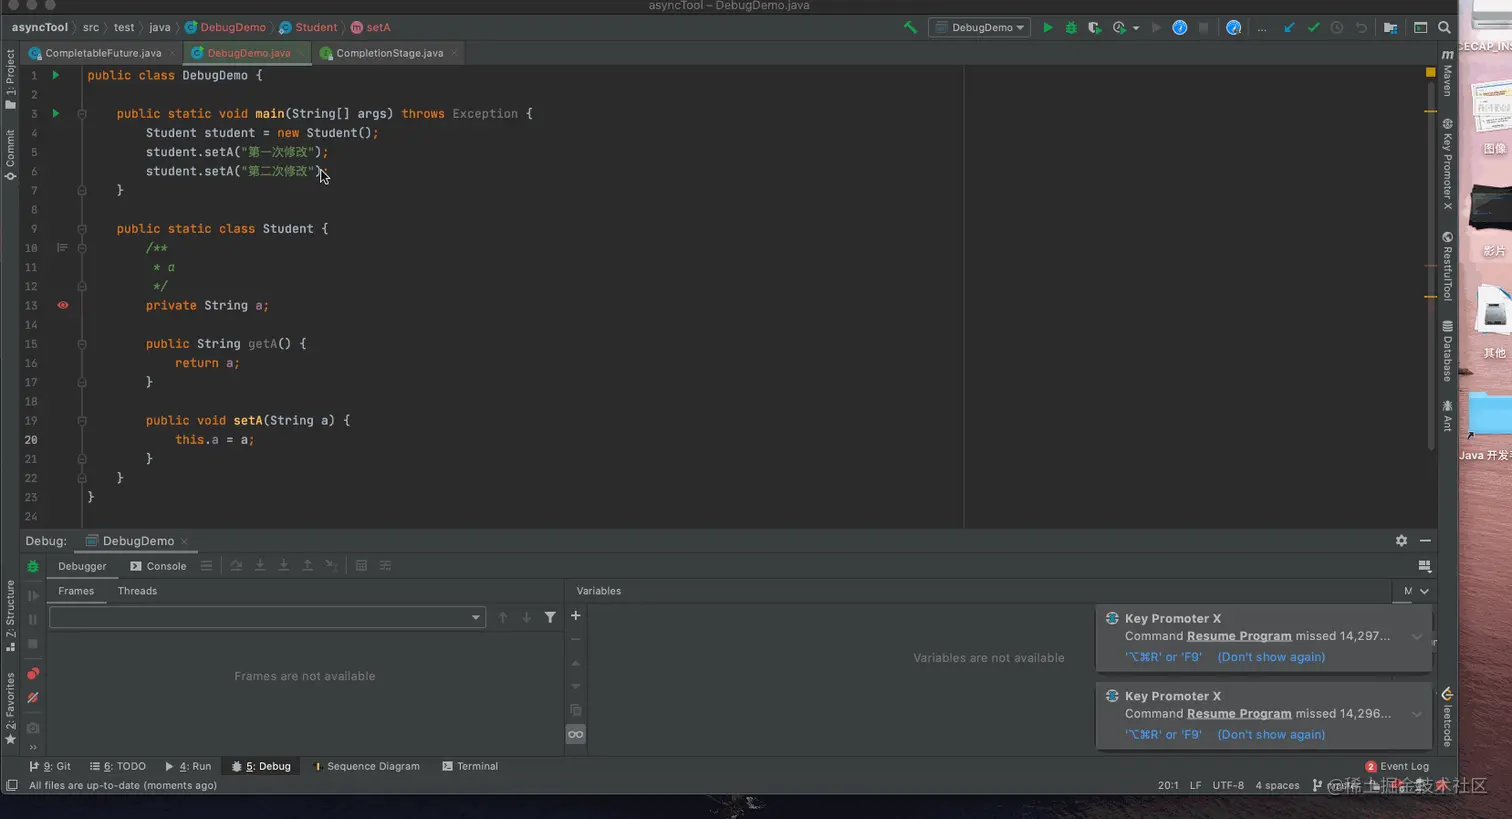 asyncTool – DebugDemo.java
asyncTool src test java DebugDemo Student setA DebugDemo ...
CompletableFuture.java DebugDemo.java CompletionStage.java
1: Project
Commit
Z: Structure
2: Favorites
1 public class DebugDemo {
2
3 public static void main(String[] args) throws Exception {
4 Student student = new Student();
5 student.setA("第一次修改");
6 student.setA("第二次修改");
7 }
8
9 public static class Student {
10 /**
11 * a
12 */
13 private String a;
14
15 public String getA() {
16 return a;
17 }
18
19 public void setA(String a) {
20 this.a = a;
21 }
22 }
23 }
24
m Maven
Key Promoter X
RestfulTool
Database
Ant
leetcode
图像
影片
其他
Java 开发
Debug: DebugDemo
Debugger Console
Frames Threads
Variables
M
Frames are not available
Variables are not available
Key Promoter X
Command Resume Program missed 14,297...
'⌥⌘R' or 'F9' (Don't show again)
Key Promoter X
Command Resume Program missed 14,296...
'⌥⌘R' or 'F9' (Don't show again)
9: Git 6: TODO 4: Run 5: Debug Sequence Diagram Terminal 2 Event Log
All files are up-to-date (moments ago) 20:1 LF UTF-8 4 spaces
@稀土掘金技术社区